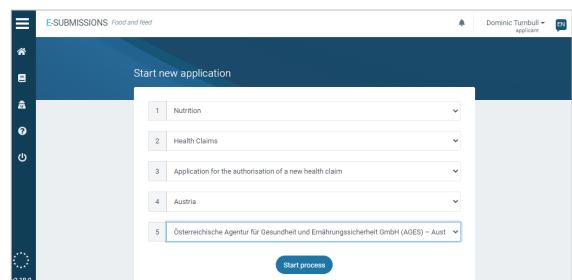 E-SUBMISSIONS Food and feed
Dominic Turnbull
applicant
EN
Start new application
1 Nutrition
2 Health Claims
3 Application for the authorisation of a new health claim
4 Austria
5 Österreichische Agentur für Gesundheit und Ernährungssicherheit GmbH (AGES) – Aust
Start process